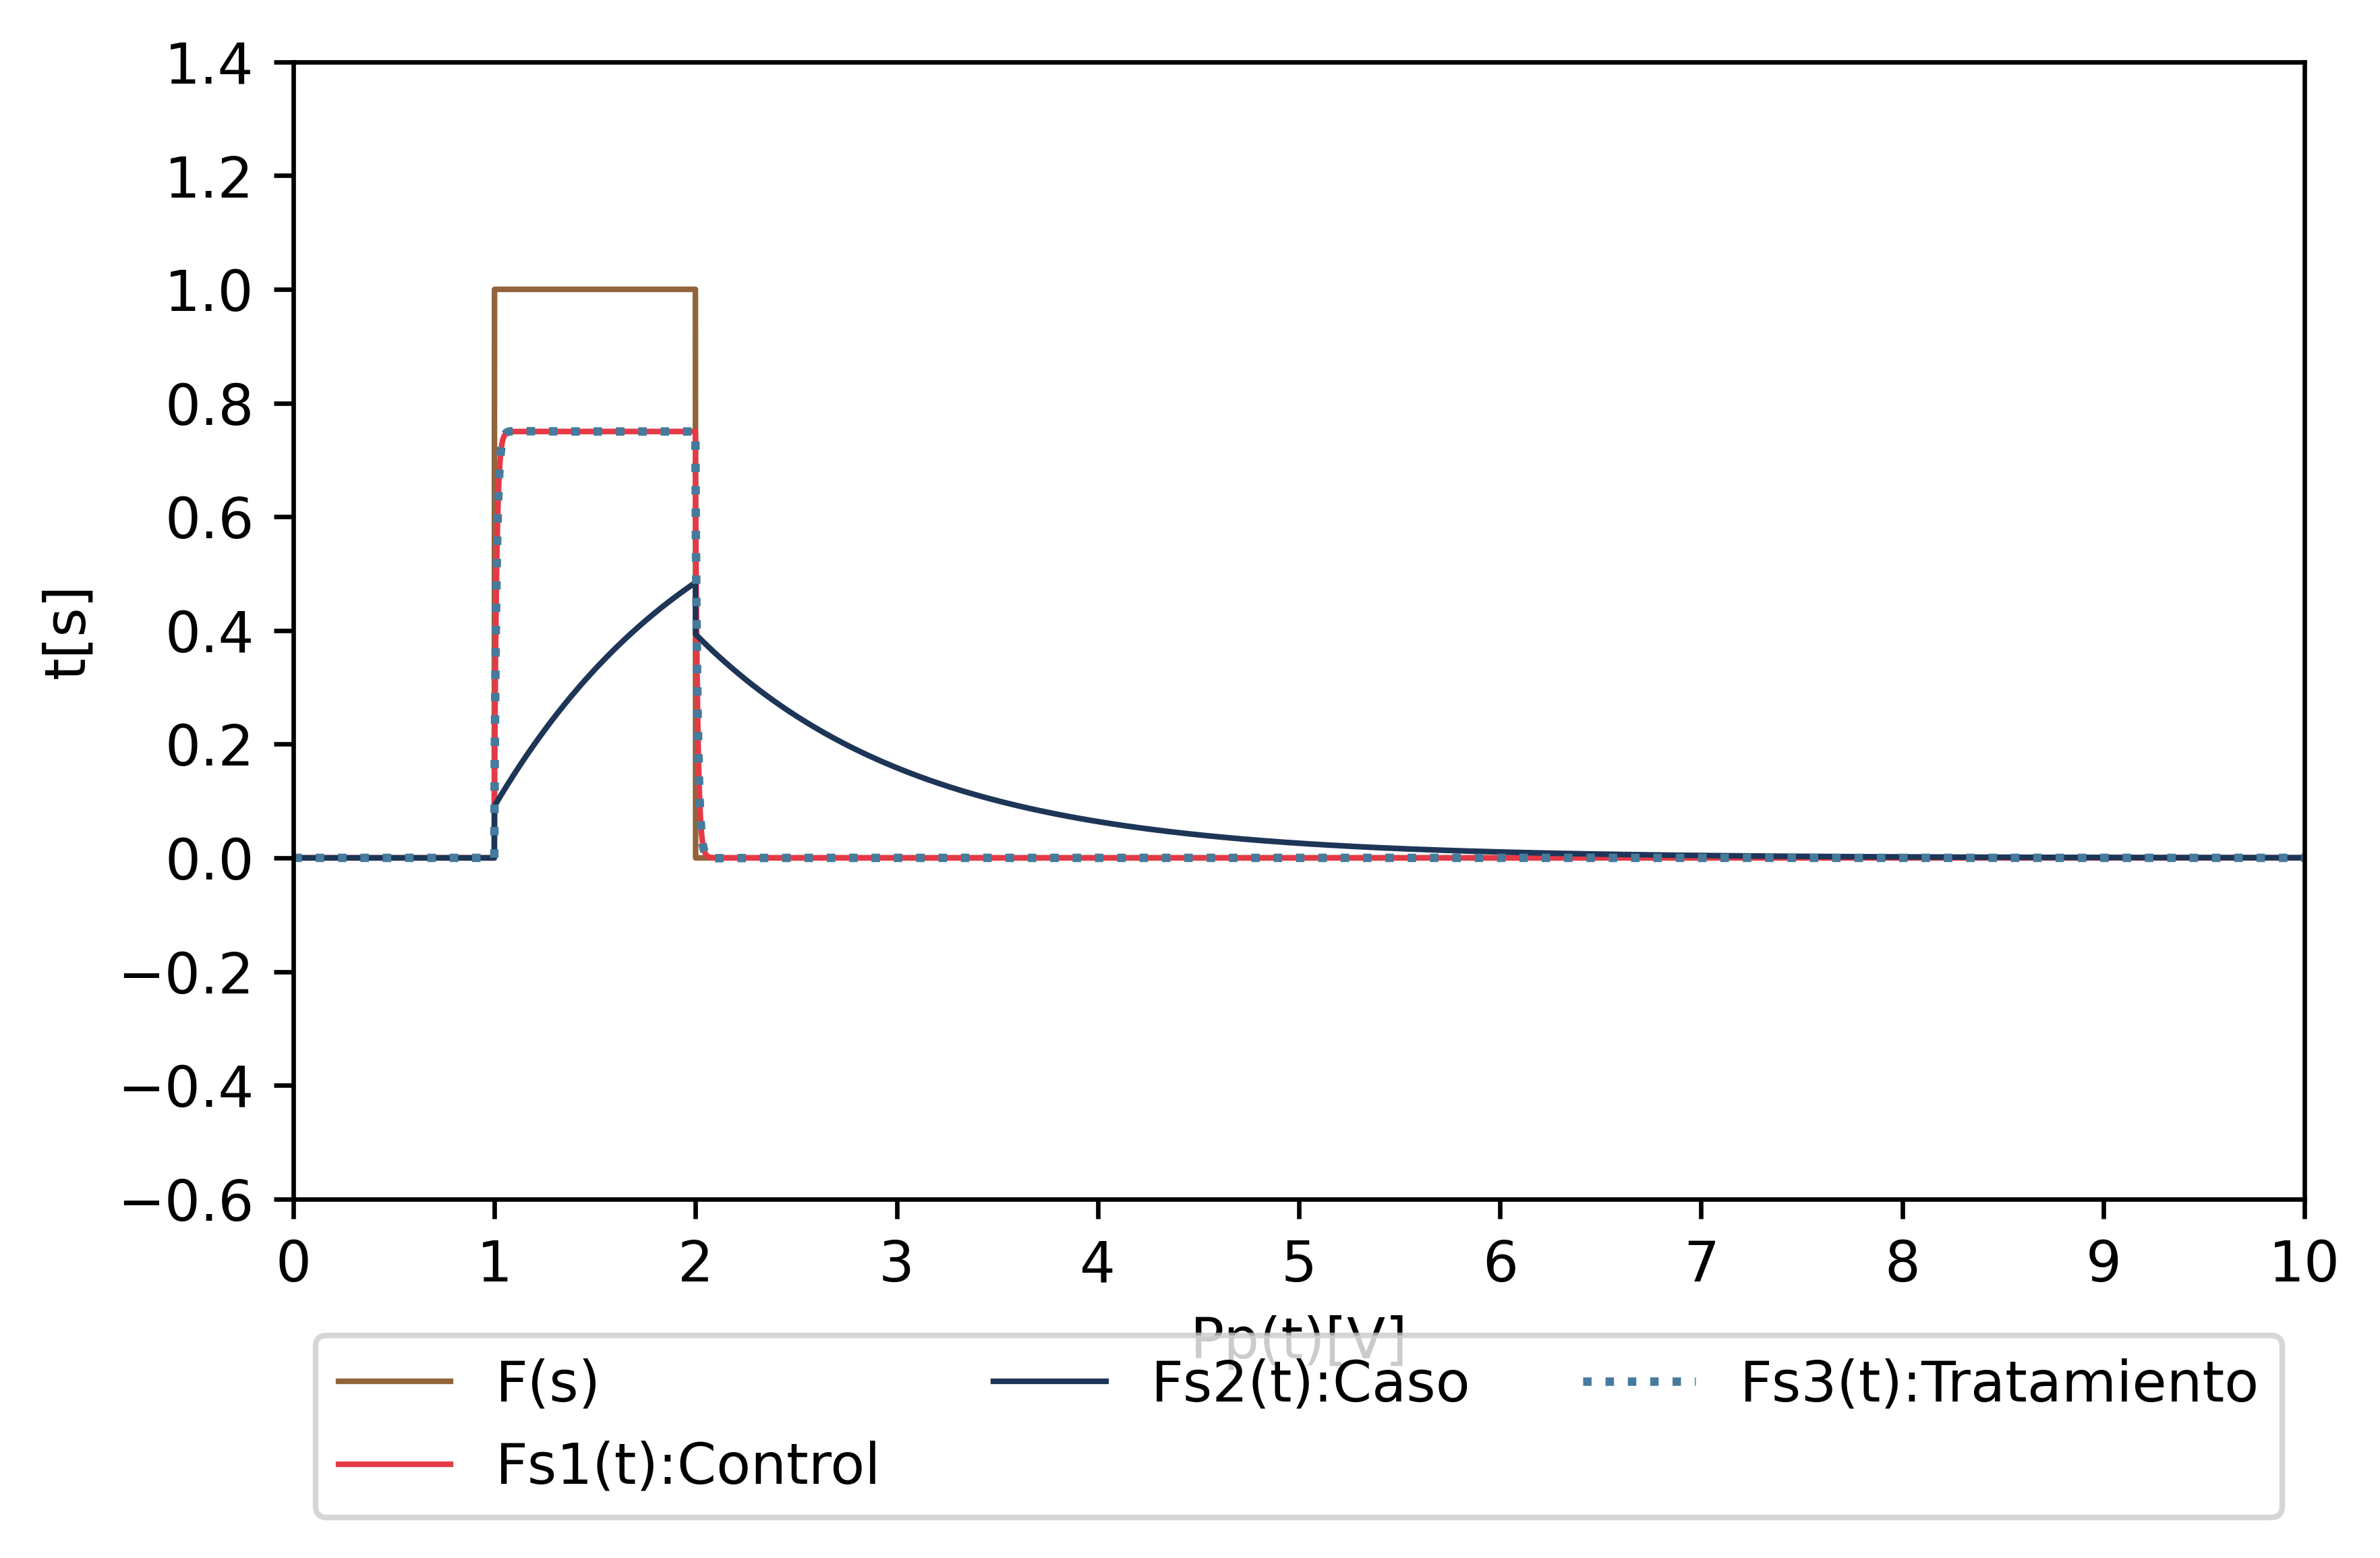 1.4
1.2
1.0
0.8
0.6
0.4
0.2
0.0
−0.2
−0.4
−0.6
t[s]
0 1 2 3 4 5 6 7 8 9 10
Pp(t)[V]
F(s) Fs2(t):Caso Fs3(t):Tratamiento
Fs1(t):Control